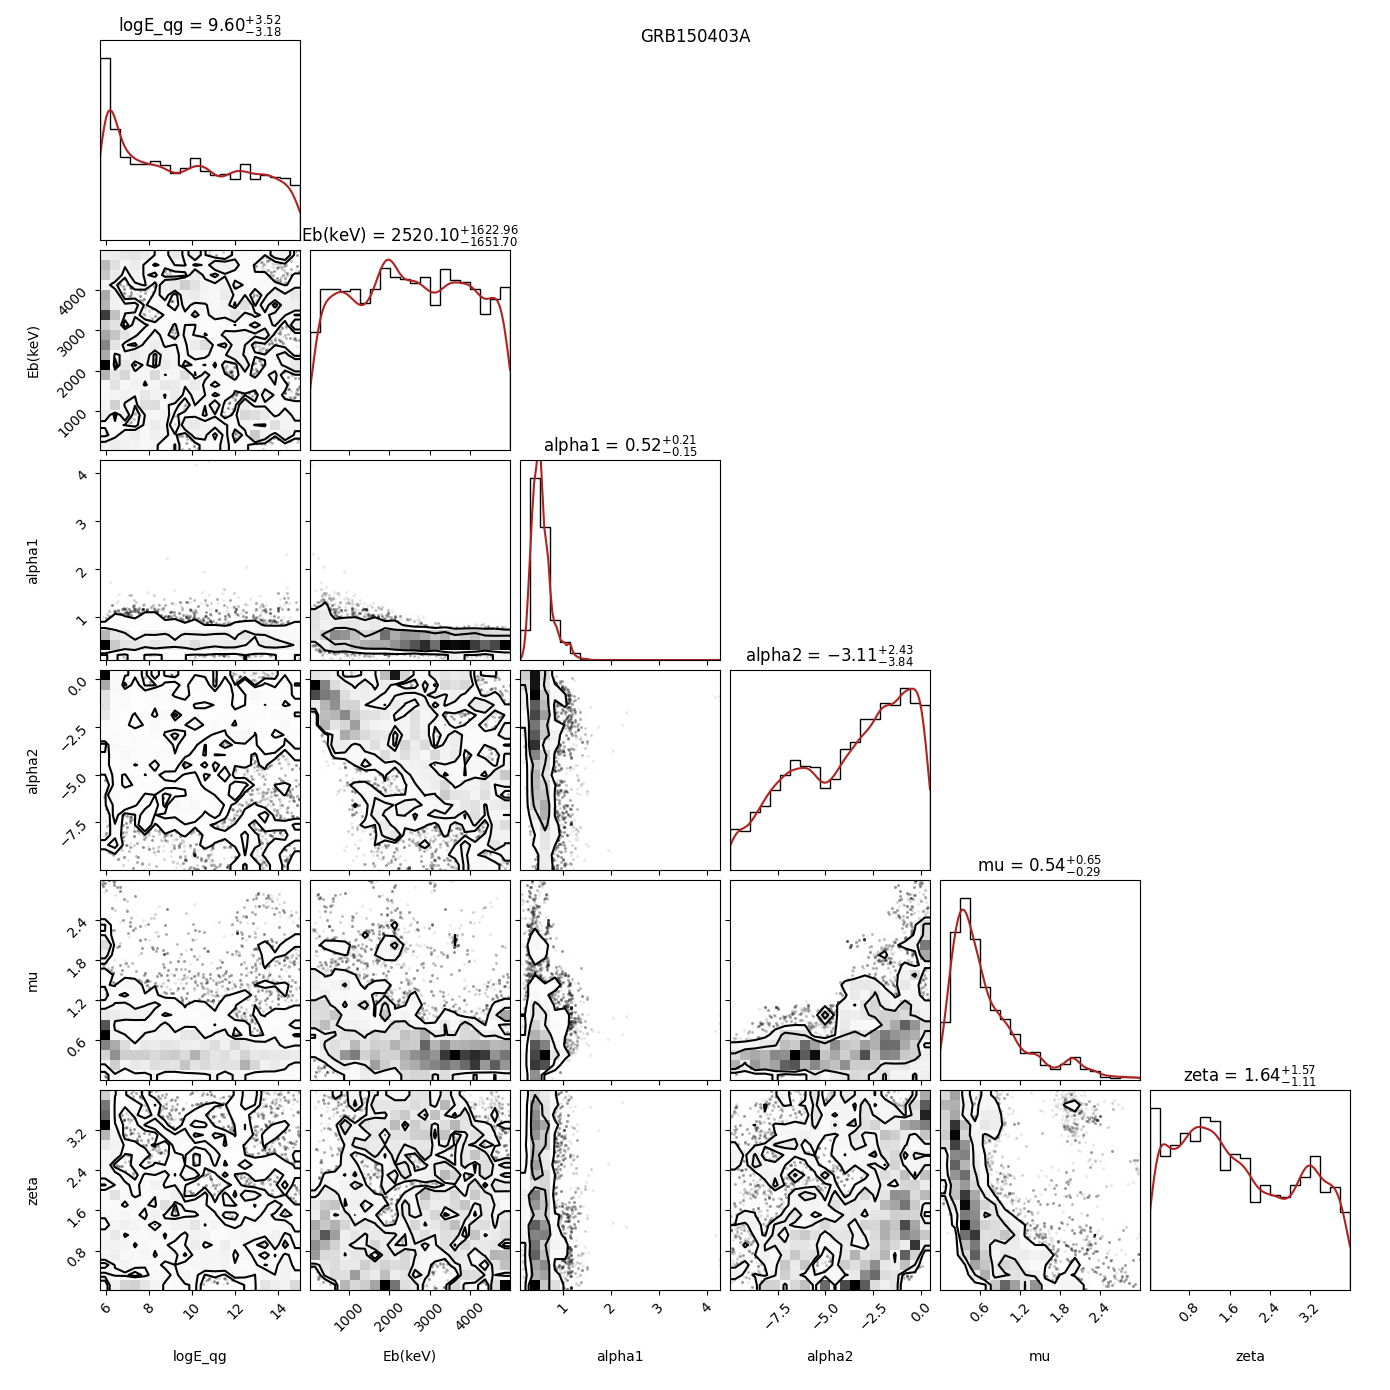 GRB150403A
logE_qg = 9.60+3.52−3.18
Eb(keV) = 2520.10+1622.96−1651.70
Eb(keV)
4000
3000
2000
1000
alpha1 = 0.52+0.21−0.15
alpha1
4
3
2
1
alpha2 = −3.11+2.43−3.84
alpha2
0.0
−2.5
−5.0
−7.5
mu = 0.54+0.65−0.29
mu
2.4
1.8
1.2
0.6
zeta = 1.64+1.57−1.11
zeta
3.2
2.4
1.6
0.8
6 8 10 12 14
1000 2000 3000 4000
1 2 3 4
−7.5 −5.0 −2.5 0.0
0.6 1.2 1.8 2.4
0.8 1.6 2.4 3.2
logE_qg Eb(keV) alpha1 alpha2 mu zeta